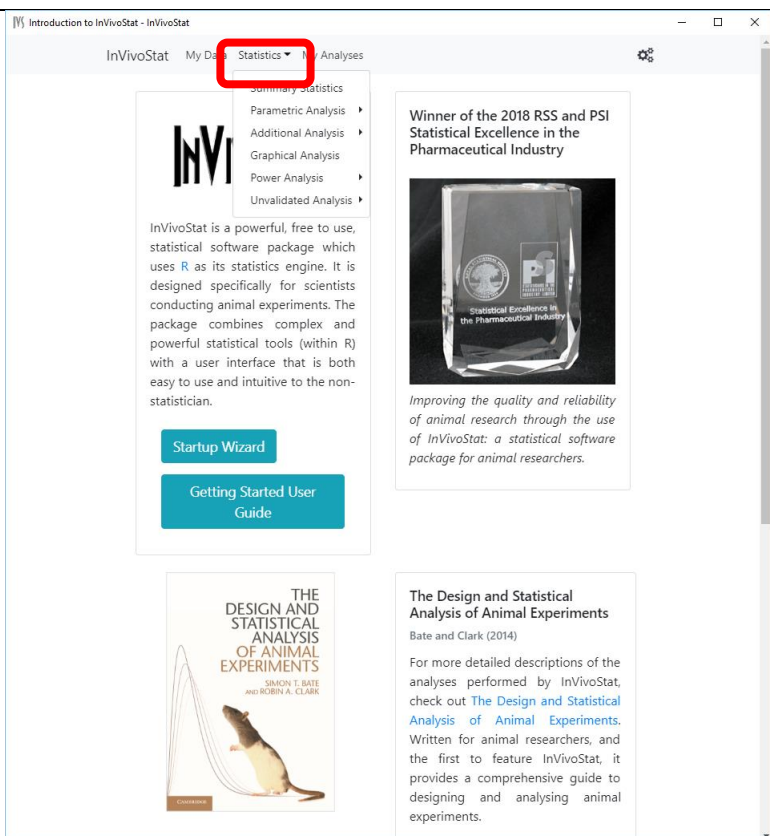 Introduction to InVivoStat - InVivoStat
InVivoStat My Data Statistics My Analyses
Summary Statistics
Parametric Analysis
Additional Analysis
Graphical Analysis
Power Analysis
Unvalidated Analysis
InVivoStat is a powerful, free to use,
statistical software package which
uses R as its statistics engine. It is
designed specifically for scientists
conducting animal experiments. The
package combines complex and
powerful statistical tools (within R)
with a user interface that is both
easy to use and intuitive to the non-
statistician.
Startup Wizard
Getting Started User
Guide
Winner of the 2018 RSS and PSI
Statistical Excellence in the
Pharmaceutical Industry
PSI
Statistical Excellence in
the Pharmaceutical Industry
Improving the quality and reliability
of animal research through the use
of InVivoStat: a statistical software
package for animal researchers.
THE
DESIGN AND
STATISTICAL
ANALYSIS
OF ANIMAL
EXPERIMENTS
SIMON T. BATE
AND ROBIN A. CLARK
CAMBRIDGE
The Design and Statistical
Analysis of Animal Experiments
Bate and Clark (2014)
For more detailed descriptions of the
analyses performed by InVivoStat,
check out The Design and Statistical
Analysis of Animal Experiments.
Written for animal researchers, and
the first to feature InVivoStat, it
provides a comprehensive guide to
designing and analysing animal
experiments.